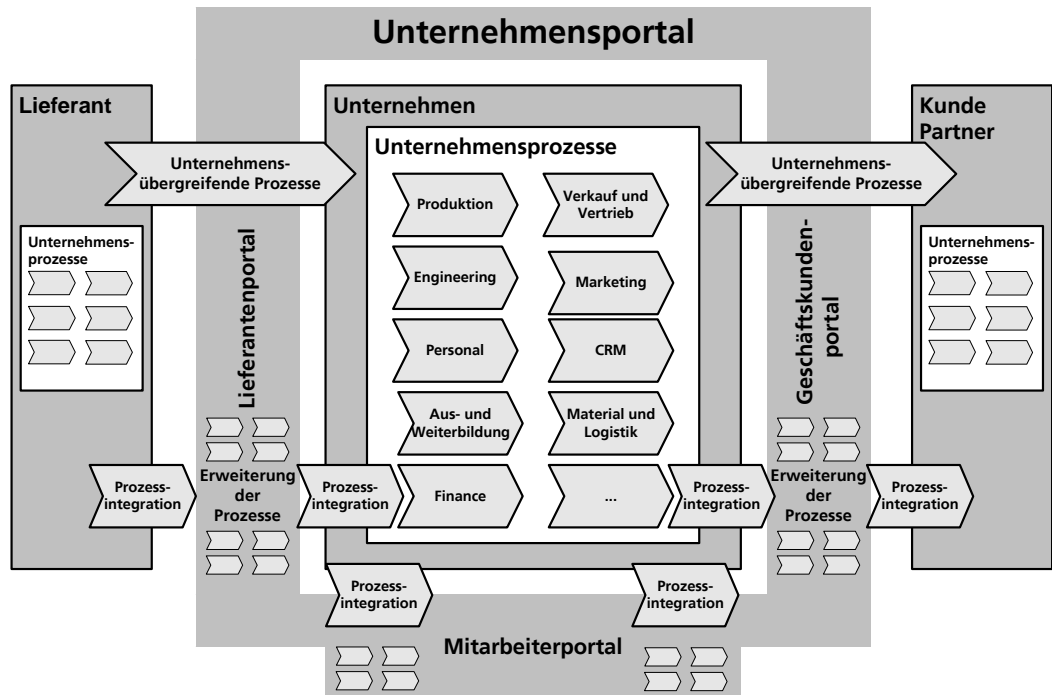 Unternehmensportal
Lieferant
Unternehmen
Kunde
Partner
Unternehmens-
übergreifende Prozesse
Unternehmensprozesse
Unternehmens-
übergreifende Prozesse
Produktion
Verkauf und
Vertrieb
Unternehmens-
prozesse
Lieferantenportal
Engineering
Marketing
Geschäftskunden-
portal
Unternehmens-
prozesse
Personal
CRM
Aus- und
Weiterbildung
Material und
Logistik
Prozess-
integration
Erweiterung
der
Prozesse
Prozess-
integration
Finance
...
Prozess-
integration
Erweiterung
der
Prozesse
Prozess-
integration
Prozess-
integration
Prozess-
integration
Mitarbeiterportal